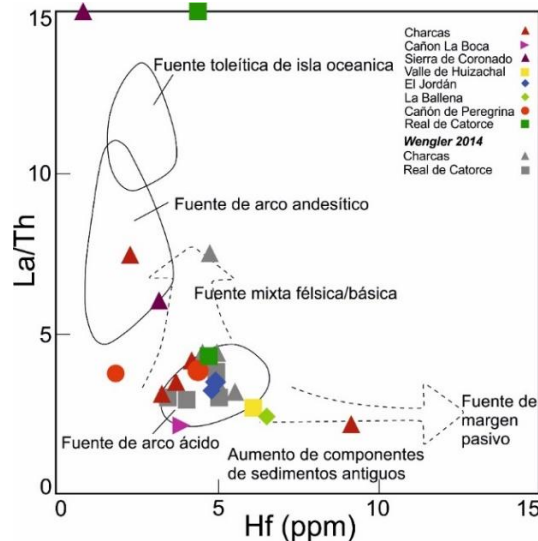 15
10
5
0
La/Th
0
5
10
15
Hf (ppm)
Fuente toleítica de isla oceanica
Fuente de arco andesítico
Fuente mixta félsica/básica
Fuente de arco ácido
Aumento de componentes
de sedimentos antiguos
Fuente de
margen
pasivo
Charcas
Cañon La Boca
Sierra de Coronado
Valle de Huizachal
El Jordán
La Ballena
Cañón de Peregrina
Real de Catorce
Wengler 2014
Charcas
Real de Catorce